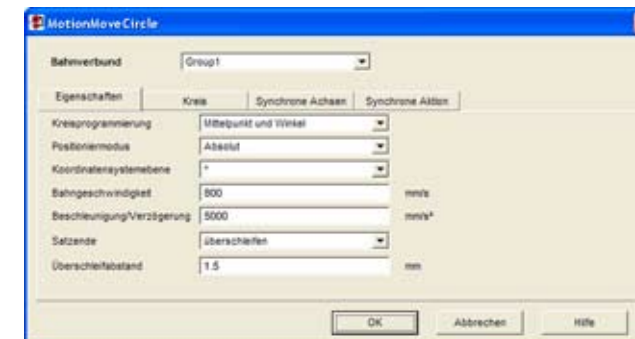 MotionMoveCircle
Bahnverbund Group1
Eigenschaften Kreis Synchrone Achsen Synchrone Aktion
Kreisprogrammierung Mittelpunkt und Winkel
Positioniermodus Absolut
Koordinatensystemebene *
Bahngeschwindigkeit 800 mm/s
Beschleunigung/Verzögerung 5000 mm/s²
Satzende überschleifen
Überschleifabstand 1.5 mm
OK Abbrechen Hilfe